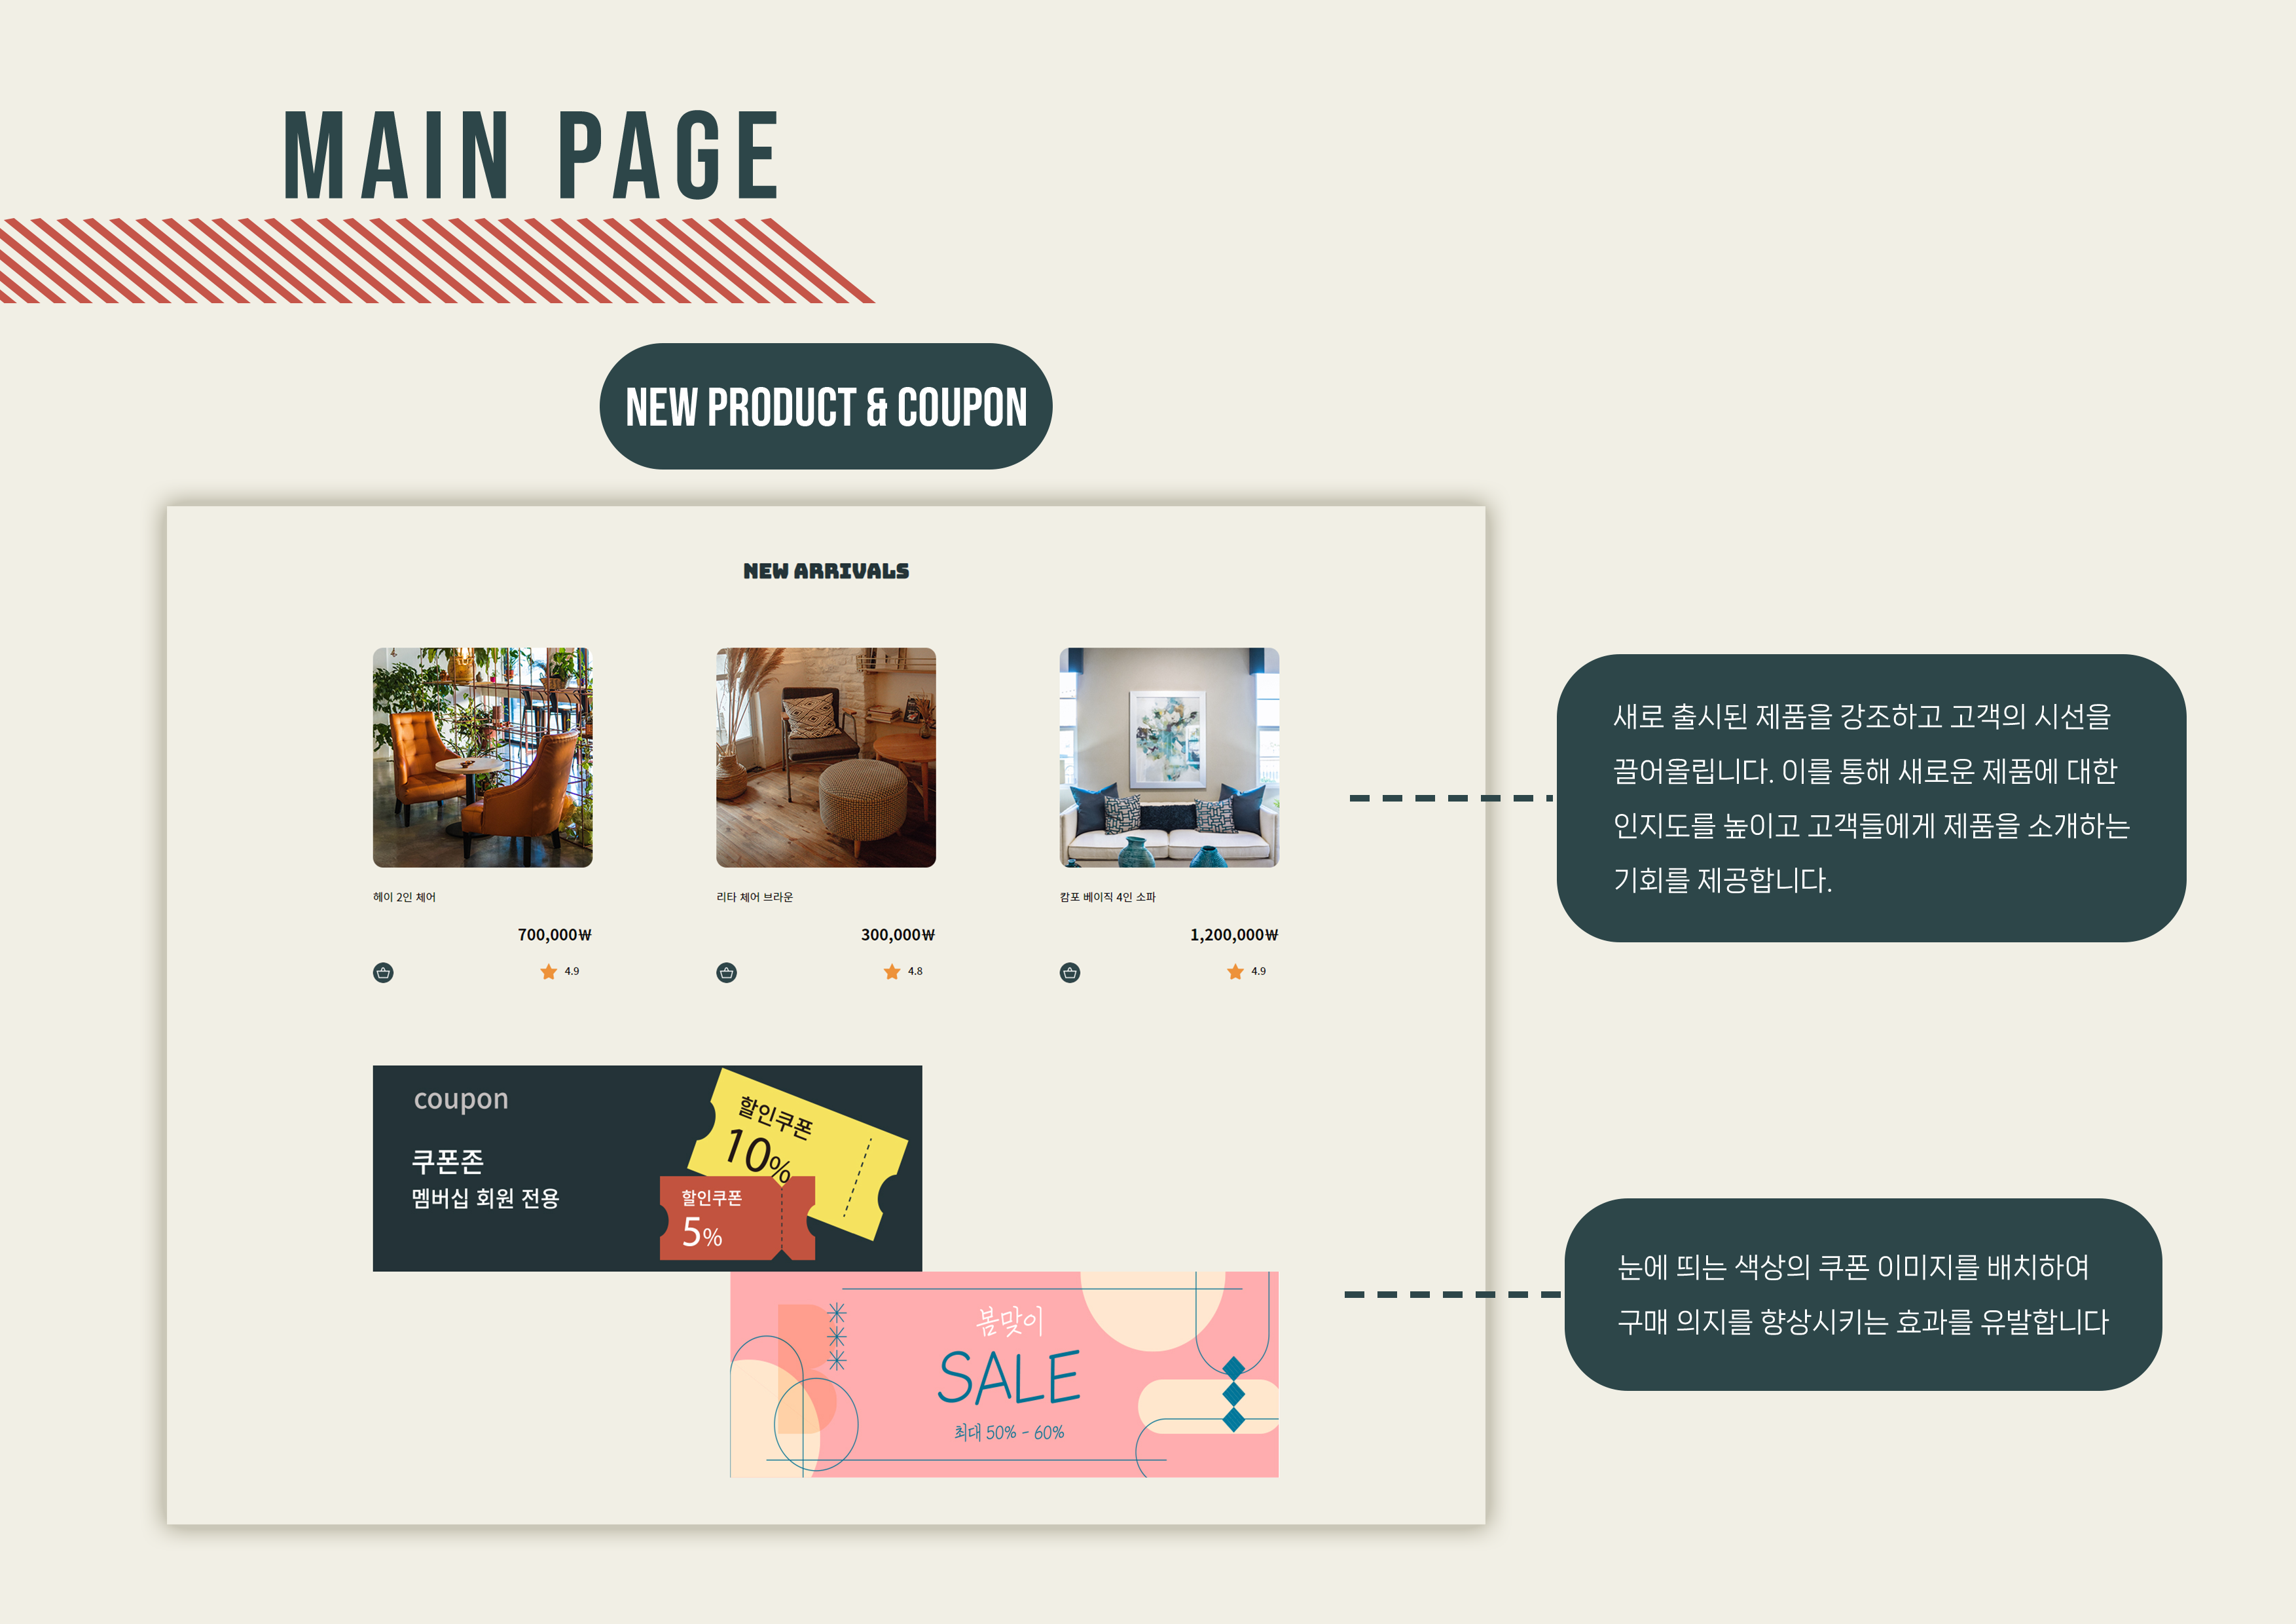 MAIN PAGE
NEW PRODUCT & COUPON
NEW ARRIVALS
헤이 2인 체어
700,000₩
4.9
리타 체어 브라운
300,000₩
4.8
캄포 베이직 4인 소파
1,200,000₩
4.9
새로 출시된 제품을 강조하고 고객의 시선을
끌어올립니다. 이를 통해 새로운 제품에 대한
인지도를 높이고 고객들에게 제품을 소개하는
기회를 제공합니다.
coupon
쿠폰존
멤버십 회원 전용
할인쿠폰
10%
할인쿠폰
5%
봄맞이
SALE
최대 50% - 60%
눈에 띄는 색상의 쿠폰 이미지를 배치하여
구매 의지를 향상시키는 효과를 유발합니다